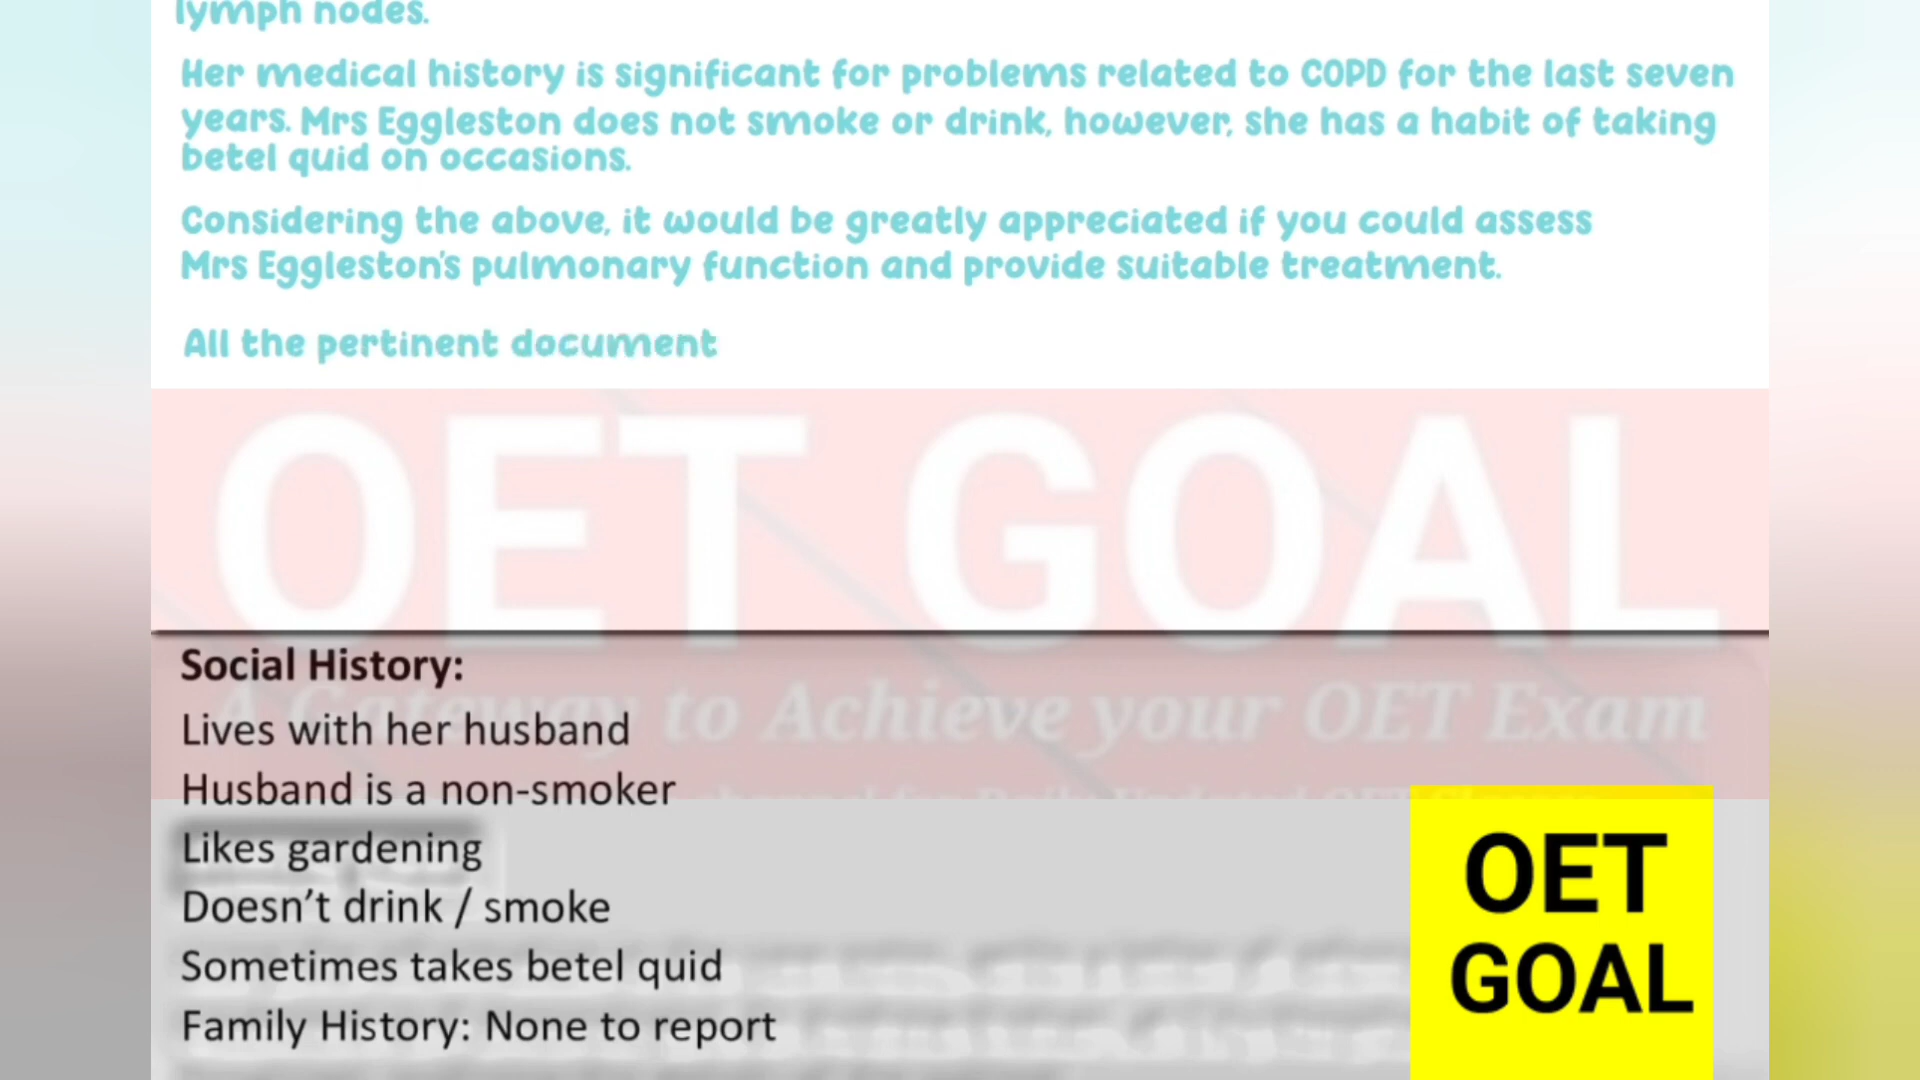 lymph nodes.
Her medical history is significant for problems related to COPD for the last seven
years. Mrs Eggleston does not smoke or drink, however, she has a habit of taking
betel quid on occasions.
Considering the above, it would be greatly appreciated if you could assess
Mrs Eggleston's pulmonary function and provide suitable treatment.
All the pertinent document
OET GOAL
A Gateway to Achieve your OET Exam
Social History:
Lives with her husband
Husband is a non-smoker
Likes gardening
Doesn't drink / smoke
Sometimes takes betel quid
Family History: None to report
OET
GOAL